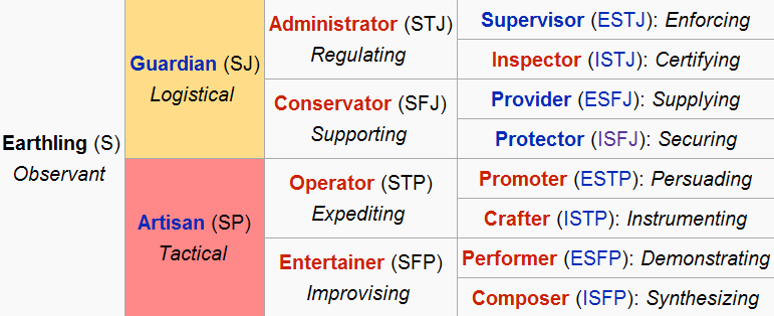 Earthling (S)
Observant
Guardian (SJ)
Logistical
Administrator (STJ)
Regulating
Supervisor (ESTJ): Enforcing
Inspector (ISTJ): Certifying
Conservator (SFJ)
Supporting
Provider (ESFJ): Supplying
Protector (ISFJ): Securing
Artisan (SP)
Tactical
Operator (STP)
Expediting
Promoter (ESTP): Persuading
Crafter (ISTP): Instrumenting
Entertainer (SFP)
Improvising
Performer (ESFP): Demonstrating
Composer (ISFP): Synthesizing